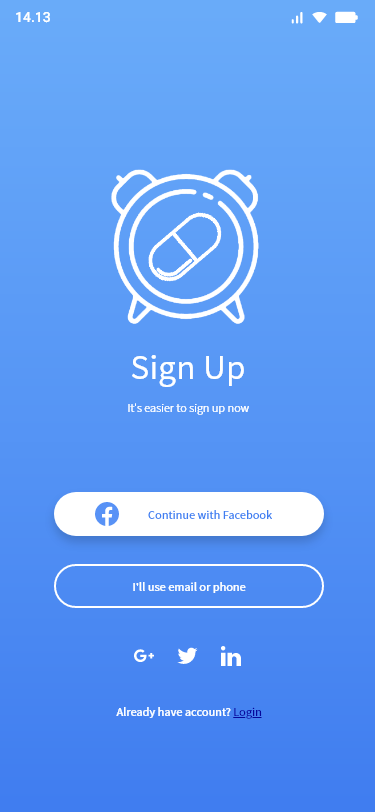 14.13
Sign Up
It's easier to sign up now
Continue with Facebook
I'll use email or phone
G+
in
Already have account? Login